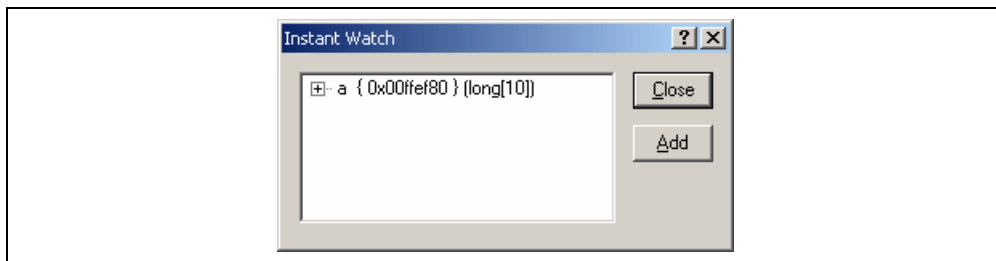 Instant Watch
a { 0x00ffef80 } (long[10])
Close
Add